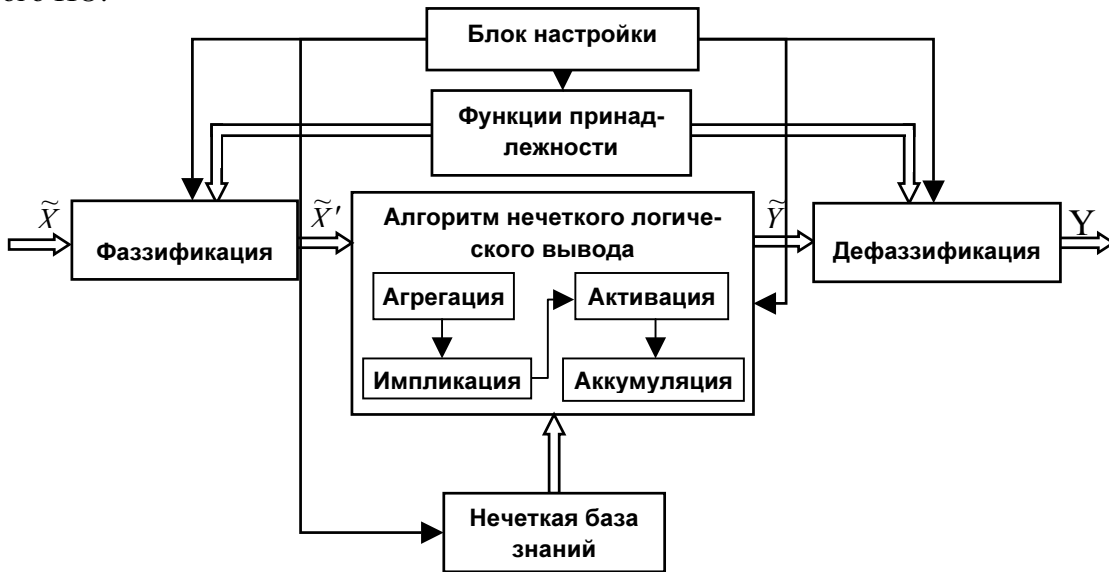 Блок настройки
Функции принад-
лежности
X̃
Фаззификация
X̃′
Алгоритм нечеткого логиче-
ского вывода
Агрегация
Активация
Импликация
Аккумуляция
Ỹ
Дефаззификация
Y
Нечеткая база
знаний